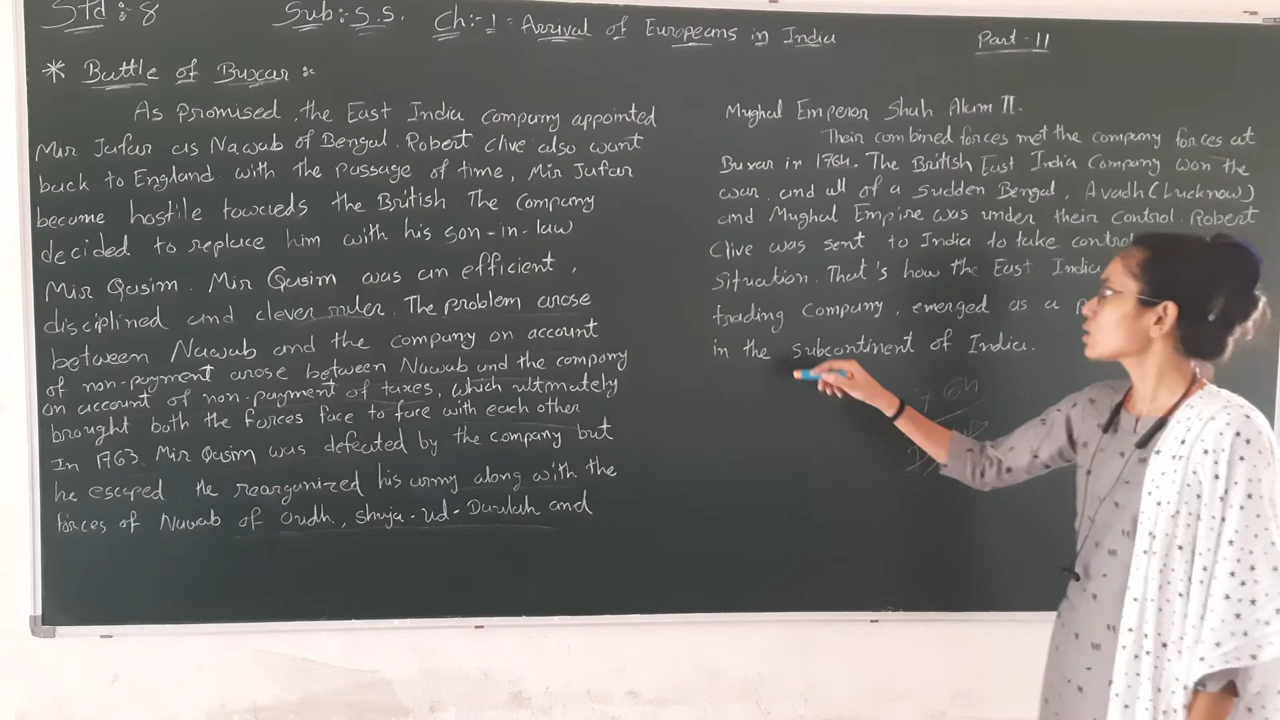 Std :- 8
Sub :- S.S.
Ch:- 1 : Arrival of Europeans in India
Part - II
* Battle of Buxar :-
As Promised, the East India Company appointed
Mir Jafar as Nawab of Bengal. Robert Clive also want
back to England. with the passage of time, Mir Jafar
became hostile towards the British. The Company
decided to replace him with his son-in-law
Mir Qasim. Mir Qasim was an efficient,
disciplined and clever ruler. The problem arose
between Nawab and the company on account
of non-payment arose between Nawab und the company
on account of non-payment of taxes, which ultimately
brought both the forces face to face with each other
In 1763. Mir Qasim was defeated by the company but
he escaped He rearganized his army along with the
forces of Nawab of Oudh, Shuja-ud-Daulah and
Mughal Emperor Shah Alam II.
Their combined forces met the company forces at
Buxar in 1764. The British East India Company won the
war, and all of a sudden Bengal, Avadh (Lucknow)
and Mughal Empire was under their control. Robert
Clive was sent to India to take contro
Situation. That's how the East India
trading Company, emerged as a p
in the subcontinent of India.